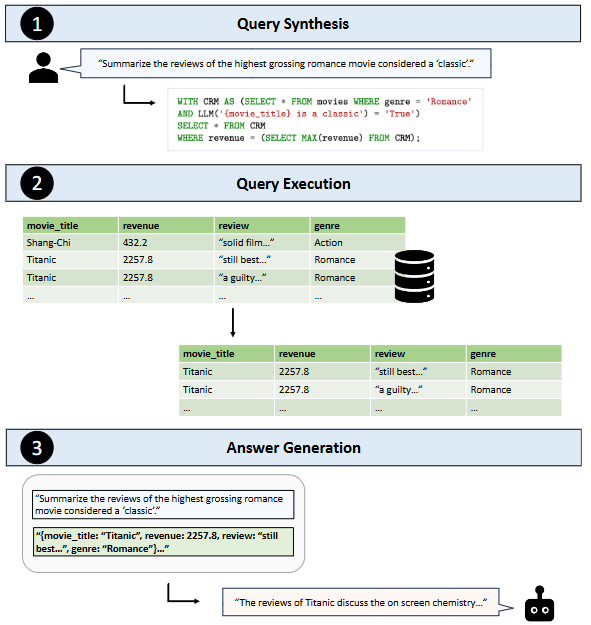 1
Query Synthesis
“Summarize the reviews of the highest grossing romance movie considered a ‘classic’.”
WITH CRM AS (SELECT * FROM movies WHERE genre = 'Romance'
AND LLM('{movie_title} is a classic') = 'True')
SELECT * FROM CRM
WHERE revenue = (SELECT MAX(revenue) FROM CRM);
2
Query Execution
movie_title revenue review genre
Shang-Chi 432.2 “solid film…” Action
Titanic 2257.8 “still best…” Romance
Titanic 2257.8 “a guilty…” Romance
… … … …
movie_title revenue review genre
Titanic 2257.8 “still best…” Romance
Titanic 2257.8 “a guilty…” Romance
… … … …
3
Answer Generation
“Summarize the reviews of the highest grossing romance
movie considered a ‘classic’.”
“{movie_title: “Titanic”, revenue: 2257.8, review: “still
best…”, genre: “Romance”}…”
“The reviews of Titanic discuss the on screen chemistry…”